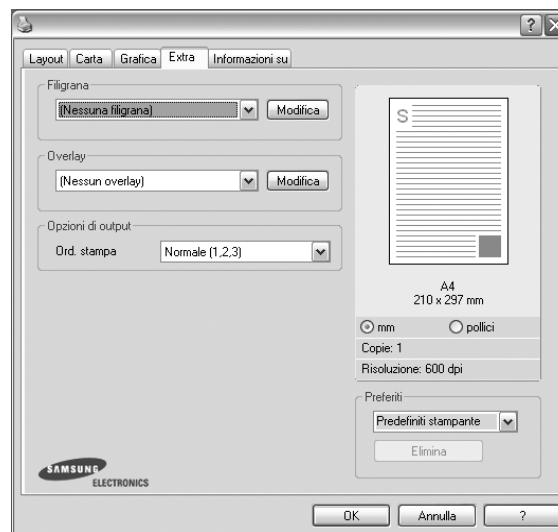 ?
Layout Carta Grafica Extra Informazioni su
Filigrana
(Nessuna filigrana) Modifica
Overlay
(Nessun overlay) Modifica
Opzioni di output
Ord. stampa Normale (1,2,3)
S
A4
210 x 297 mm
mm pollici
Copie: 1
Risoluzione: 600 dpi
Preferiti
Predefiniti stampante
Elimina
SAMSUNG
ELECTRONICS
OK Annulla ?